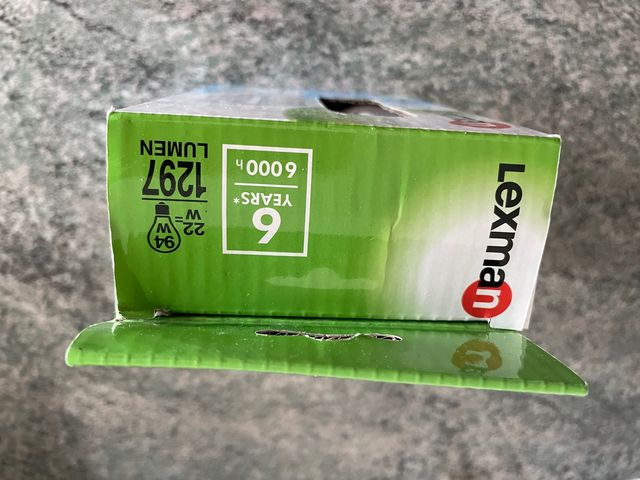 Lexman
6
YEARS*
6 000 h
22
W
=
94
W
1297
LUMEN